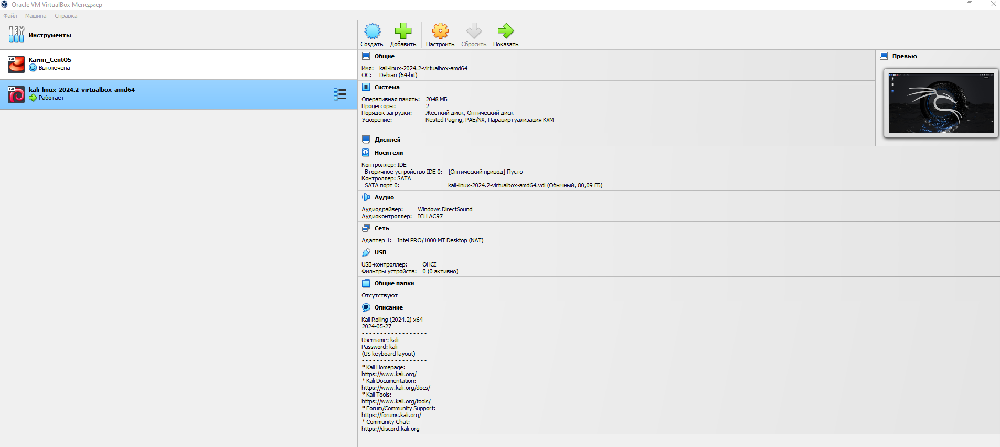 Oracle VM VirtualBox Менеджер
Файл Машина Справка
Инструменты
Создать Добавить Настроить Сбросить Показать
64
Karim_CentOS
Выключена
64
kali-linux-2024.2-virtualbox-amd64
Работает
Общие
Имя: kali-linux-2024.2-virtualbox-amd64
ОС: Debian (64-bit)
Превью
Система
Оперативная память: 2048 МБ
Процессоры: 2
Порядок загрузки: Жёсткий диск, Оптический диск
Ускорение: Nested Paging, PAE/NX, Паравиртуализация KVM
Дисплей
Носители
Контроллер: IDE
Вторичное устройство IDE 0: [Оптический привод] Пусто
Контроллер: SATA
SATA порт 0: kali-linux-2024.2-virtualbox-amd64.vdi (Обычный, 80,09 ГБ)
Аудио
Аудиодрайвер: Windows DirectSound
Аудиоконтроллер: ICH AC97
Сеть
Адаптер 1: Intel PRO/1000 MT Desktop (NAT)
USB
USB-контроллер: OHCI
Фильтры устройств: 0 (0 активно)
Общие папки
Отсутствуют
Описание
Kali Rolling (2024.2) x64
2024-05-27
- - - - - - - - - - - - - - - - - -
Username: kali
Password: kali
(US keyboard layout)
- - - - - - - - - - - - - - - - - -
* Kali Homepage:
https://www.kali.org/
* Kali Documentation:
https://www.kali.org/docs/
* Kali Tools:
https://www.kali.org/tools/
* Forum/Community Support:
https://forums.kali.org/
* Community Chat:
https://discord.kali.org